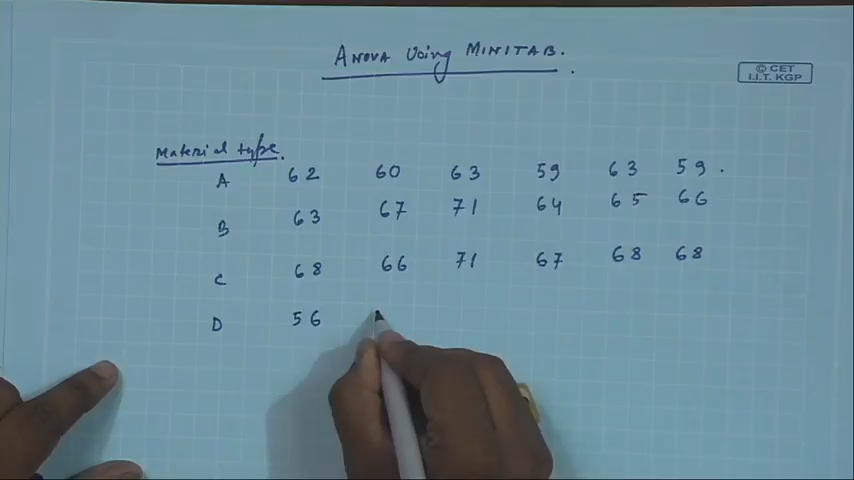 ANOVA Using MINITAB.
© CET
I.I.T. KGP
Material type.
A 62 60 63 59 63 59.
B 63 67 71 64 65 66
C 68 66 71 67 68 68
D 56